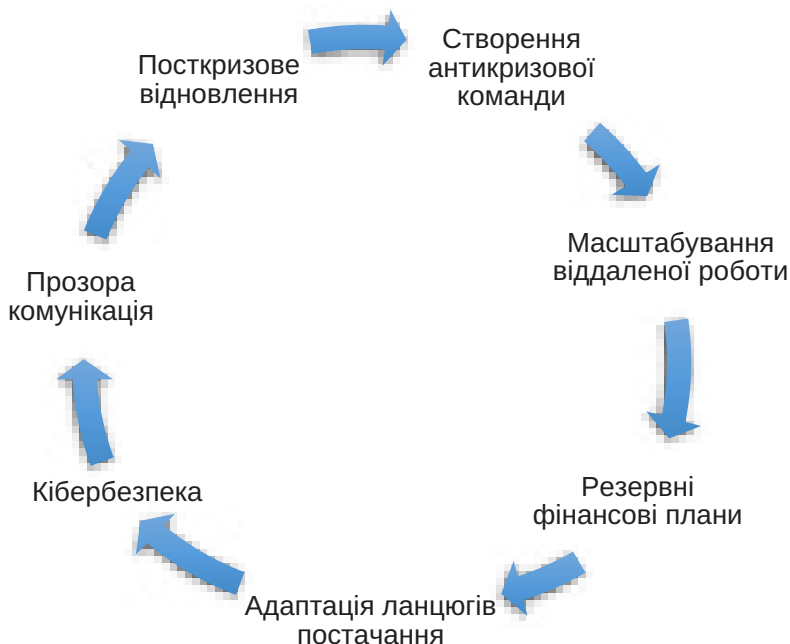 Створення
антикризової
команди
Масштабування
віддаленої роботи
Резервні
фінансові плани
Адаптація ланцюгів
постачання
Кібербезпека
Прозора
комунікація
Посткризове
відновлення